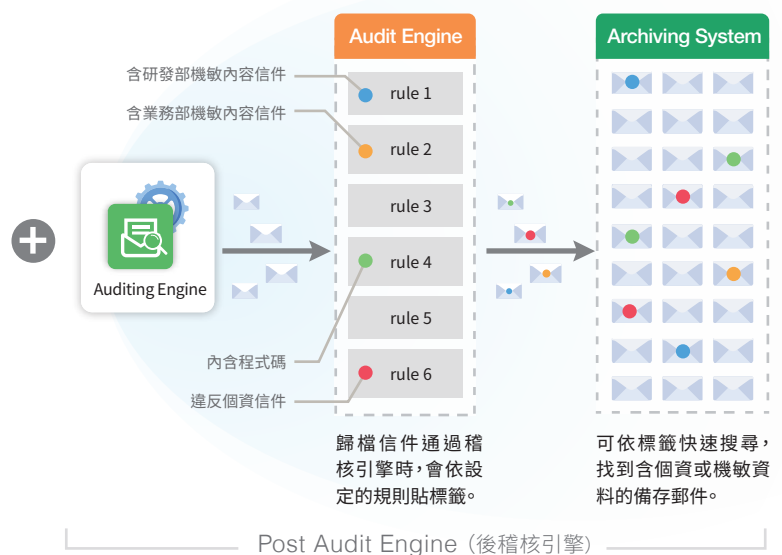 Audit Engine
Archiving System
含研發部機敏內容信件
rule 1
含業務部機敏內容信件
rule 2
rule 3
Auditing Engine
rule 4
rule 5
內含程式碼
rule 6
違反個資信件
歸檔信件通過稽
核引擎時，會依設
定的規則貼標籤。
可依標籤快速搜尋，
找到含個資或機敏資
料的備存郵件。
Post Audit Engine（後稽核引擎）